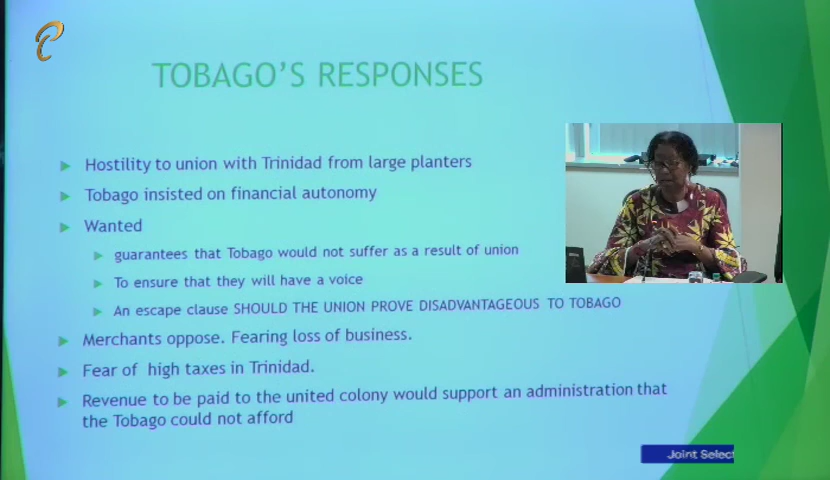 TOBAGO'S RESPONSES
Hostility to union with Trinidad from large planters
Tobago insisted on financial autonomy
Wanted
guarantees that Tobago would not suffer as a result of union
To ensure that they will have a voice
An escape clause SHOULD THE UNION PROVE DISADVANTAGEOUS TO TOBAGO
Merchants oppose. Fearing loss of business.
Fear of high taxes in Trinidad.
Revenue to be paid to the united colony would support an administration that
the Tobago could not afford
Joint Select